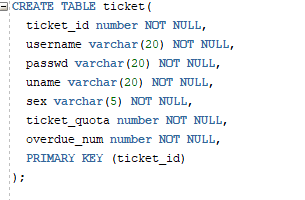 CREATE TABLE ticket(
ticket_id number NOT NULL,
username varchar(20) NOT NULL,
passwd varchar(20) NOT NULL,
uname varchar(20) NOT NULL,
sex varchar(5) NOT NULL,
ticket_quota number NOT NULL,
overdue_num number NOT NULL,
PRIMARY KEY (ticket_id)
);